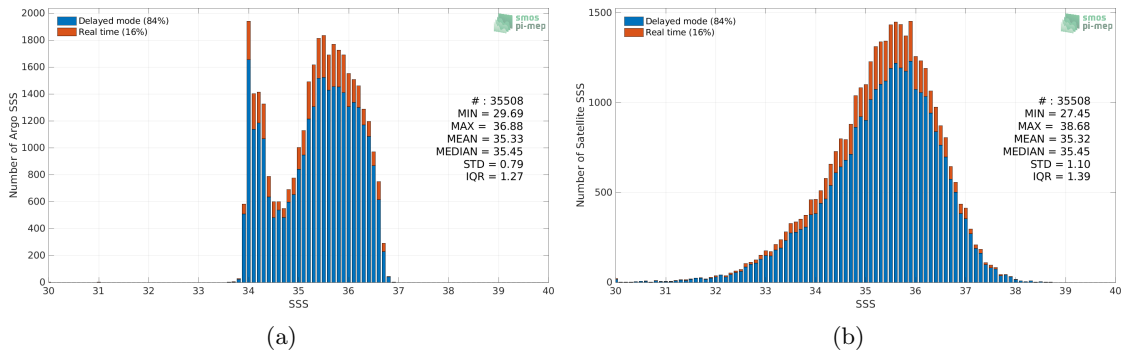 Delayed mode (84%)
Real time (16%)
smos
pi-mep
# : 35508
MIN = 29.69
MAX = 36.88
MEAN = 35.33
MEDIAN = 35.45
STD = 0.79
IQR = 1.27
Number of Argo SSS
2000
1800
1600
1400
1200
1000
800
600
400
200
0
30 31 32 33 34 35 36 37 38 39 40
SSS
(a)
Delayed mode (84%)
Real time (16%)
smos
pi-mep
# : 35508
MIN = 27.45
MAX = 38.68
MEAN = 35.32
MEDIAN = 35.45
STD = 1.10
IQR = 1.39
Number of Satellite SSS
1500
1000
500
0
30 31 32 33 34 35 36 37 38 39 40
SSS
(b)